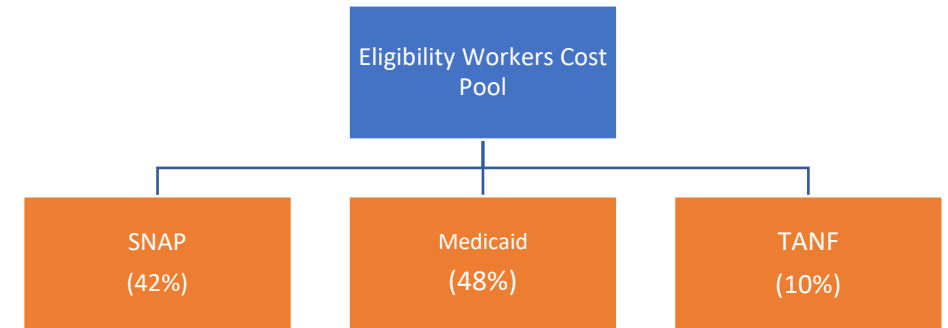 Eligibility Workers Cost
Pool
SNAP
(42%)
Medicaid
(48%)
TANF
(10%)